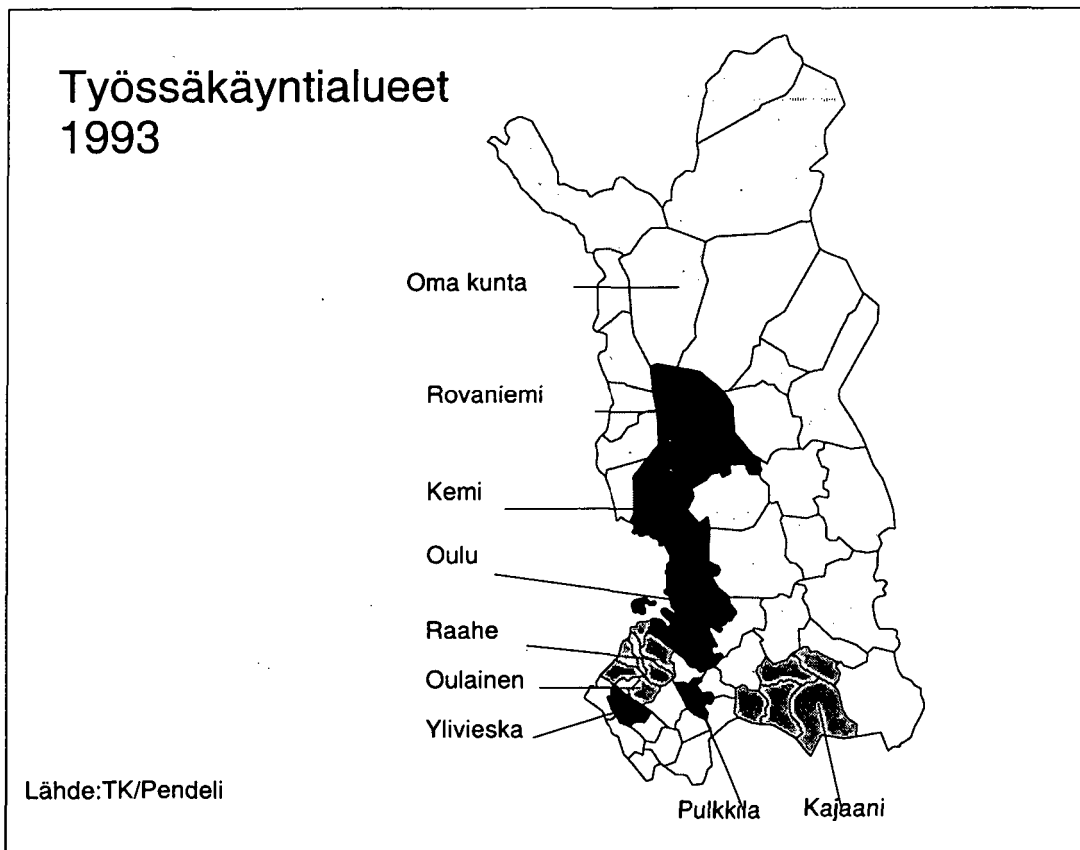 Työssäkäyntialueet
1993
Oma kunta
Rovaniemi
Kemi
Oulu
Raahe
Oulainen
Ylivieska
Lähde:TK/Pendeli
Pulkkila
Kajaani